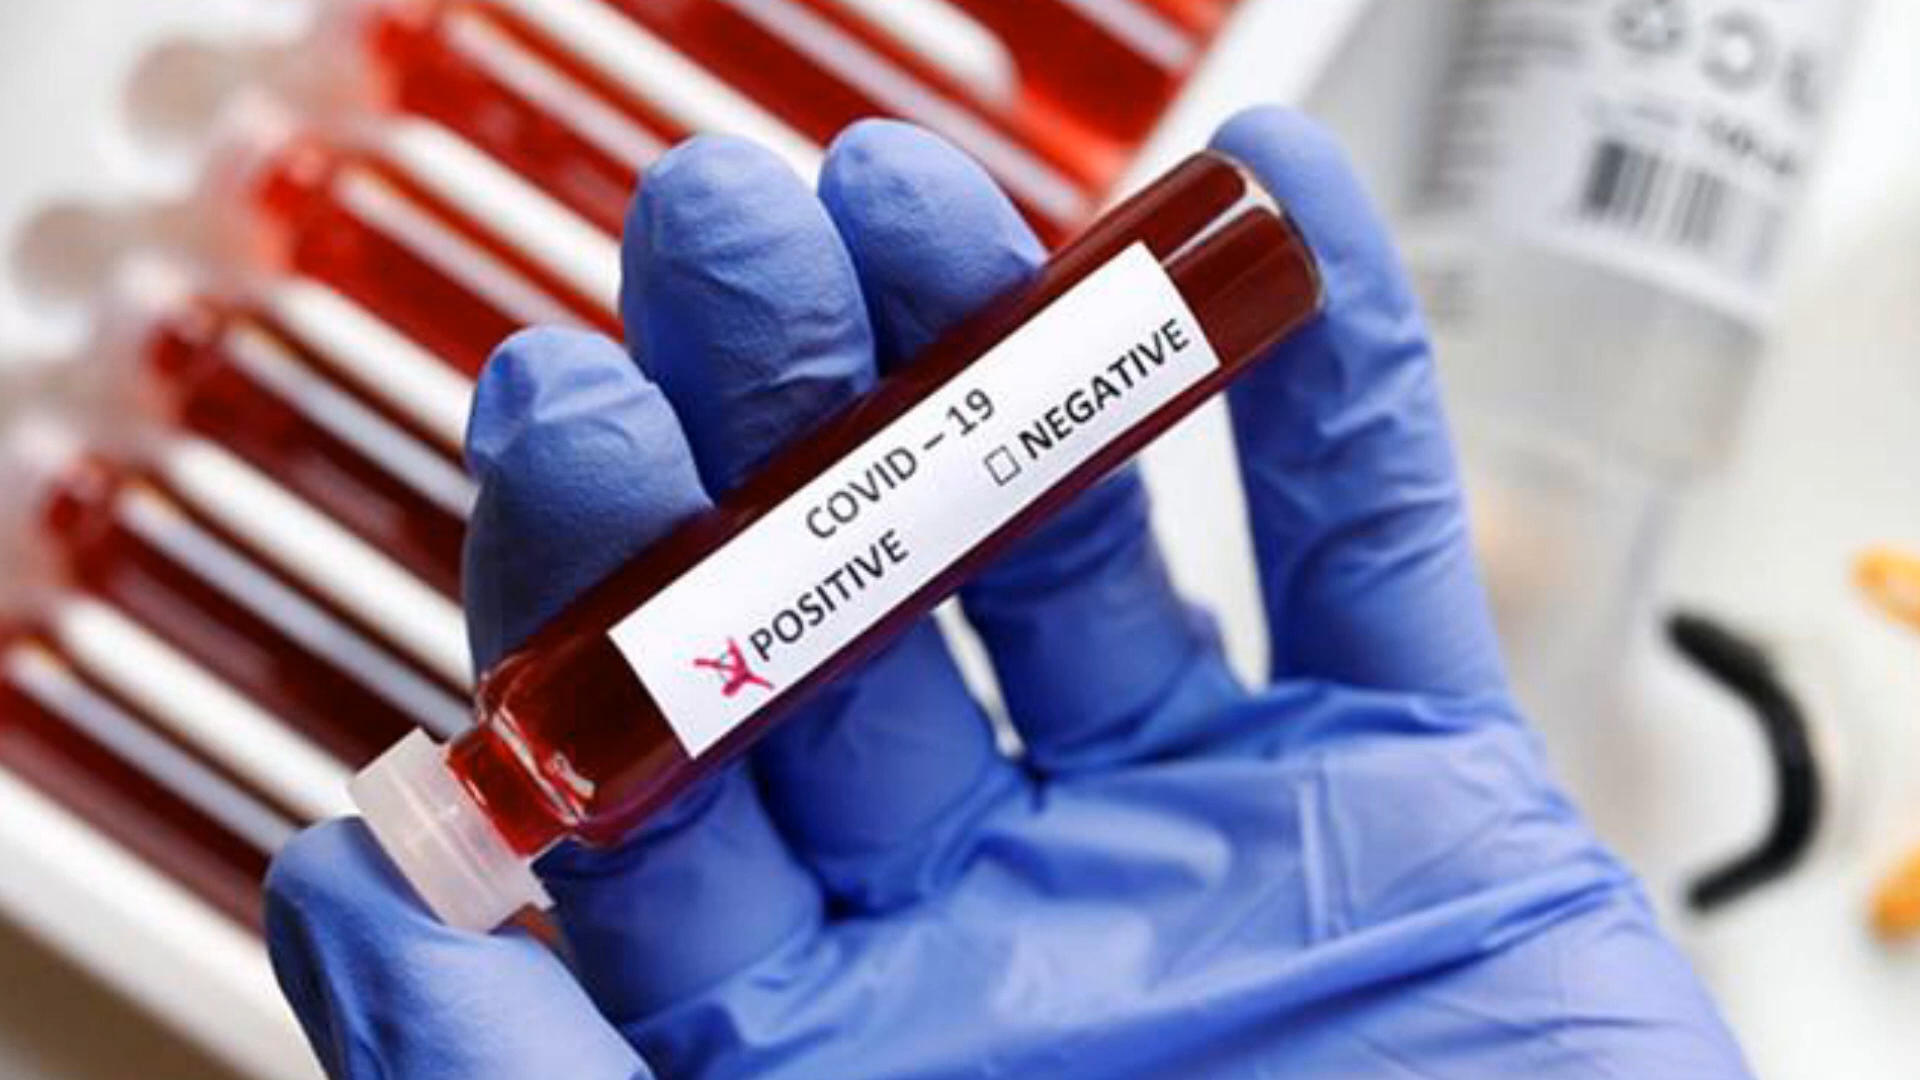 COVID – 19
POSITIVE ☐ NEGATIVE